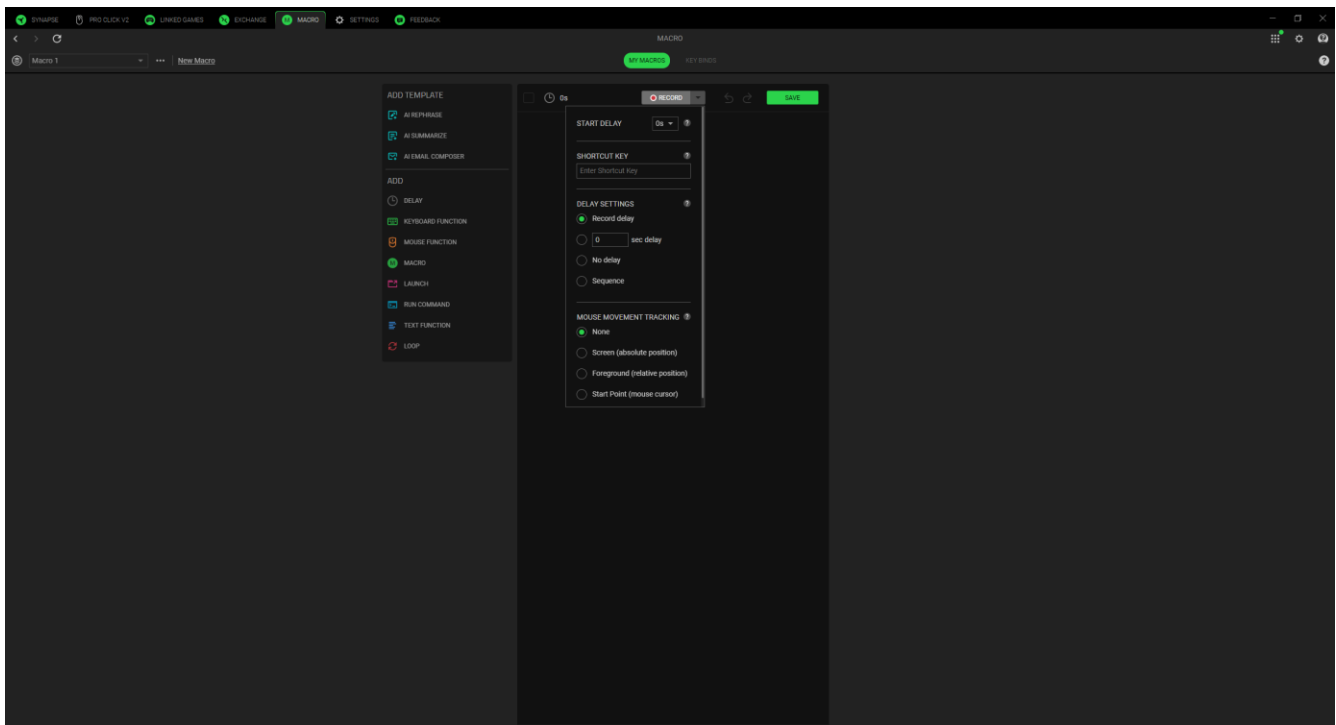 SYNAPSE PRO CLICK V2 LINKED GAMES EXCHANGE MACRO SETTINGS FEEDBACK
MACRO
Macro 1 New Macro MY MACROS KEY BINDS
ADD TEMPLATE
AI REPHRASE
AI SUMMARIZE
AI EMAIL COMPOSER
ADD
DELAY
KEYBOARD FUNCTION
MOUSE FUNCTION
MACRO
LAUNCH
RUN COMMAND
TEXT FUNCTION
LOOP
0s RECORD SAVE
START DELAY 0s
SHORTCUT KEY
Enter Shortcut Key
DELAY SETTINGS
Record delay
0 sec delay
No delay
Sequence
MOUSE MOVEMENT TRACKING
None
Screen (absolute position)
Foreground (relative position)
Start Point (mouse cursor)